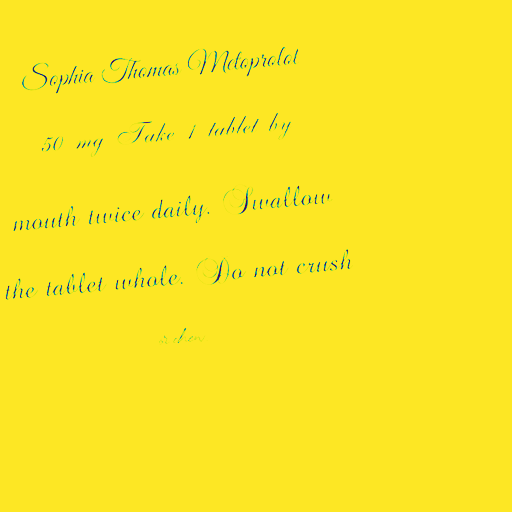 Sophia Thomas Metoprolol
50 mg Take 1 tablet by
mouth twice daily. Swallow
the tablet whole. Do not crush